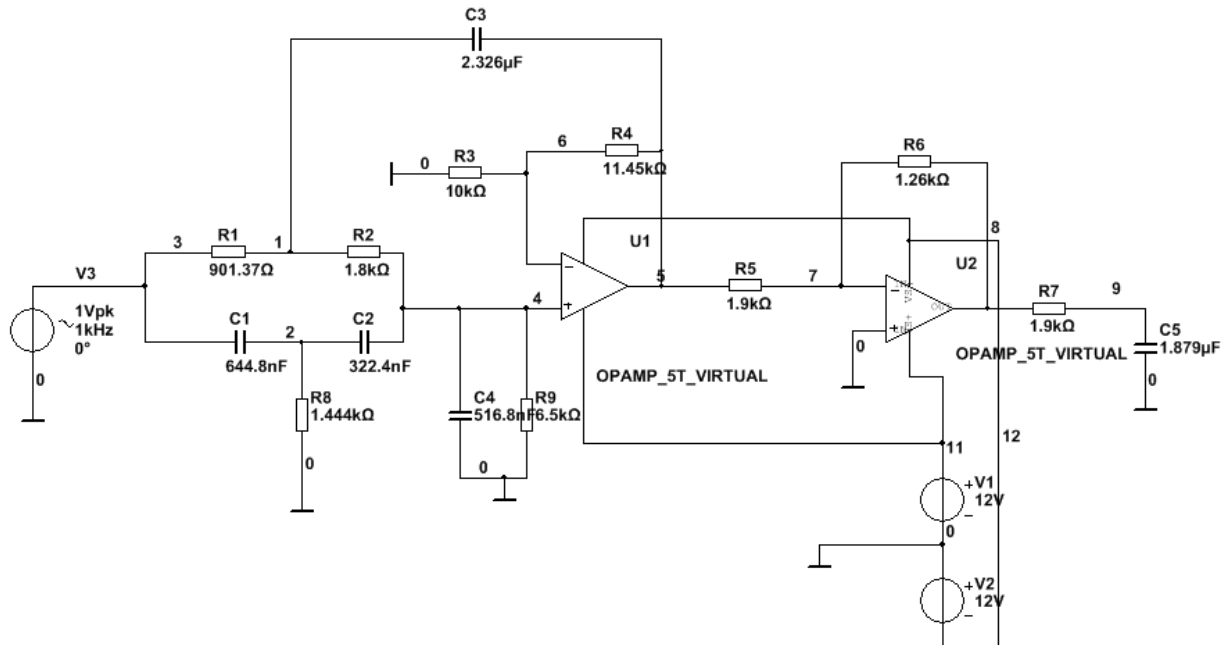 C3
2.326µF
6
R4
11.45kΩ
0
R3
10kΩ
R6
1.26kΩ
3
R1
901.37Ω
1
R2
1.8kΩ
U1
8
U2
V3
1Vpk
1kHz
0°
0
C1
644.8nF
2
C2
322.4nF
4
5
R5
1.9kΩ
7
0
R7
1.9kΩ
9
C5
1.879µF
0
R8
1.444kΩ
0
OPAMP_5T_VIRTUAL
OPAMP_5T_VIRTUAL
C4
516.8nF
R9
6.5kΩ
0
11
12
V1
12V
0
V2
12V